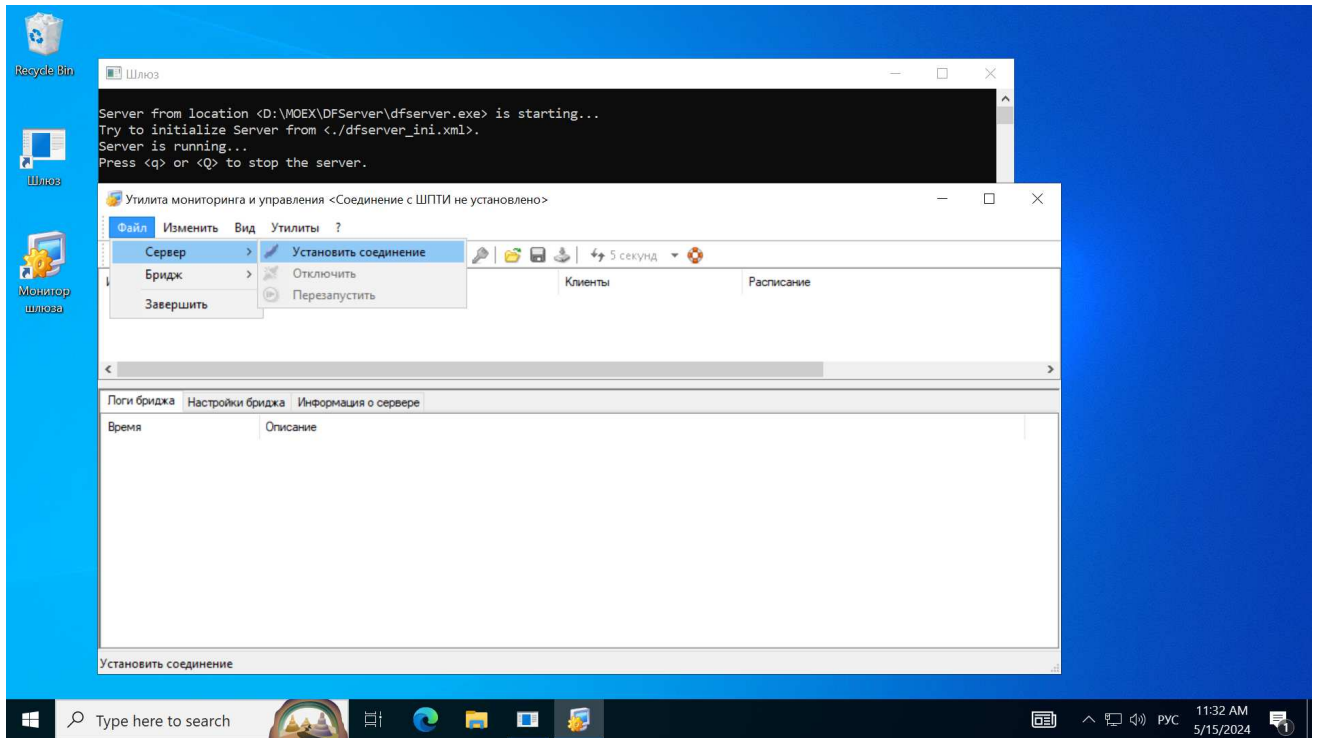 Recycle Bin
Шлюз
Server from location <D:\MOEX\DFServer\dfserver.exe> is starting...
Try to initialize Server from <./dfserver_ini.xml>.
Server is running...
Press <q> or <Q> to stop the server.
Шлюз
Утилита мониторинга и управления <Соединение с ШПТИ не установлено>
Файл Изменить Вид Утилиты ?
Сервер Установить соединение 5 секунд
Бридж Отключить Клиенты Расписание
Завершить Перезапустить
Монитор
шлюза
Логи бриджа Настройки бриджа Информация о сервере
Время Описание
Установить соединение
Type here to search
РУС
11:32 AM
5/15/2024
1